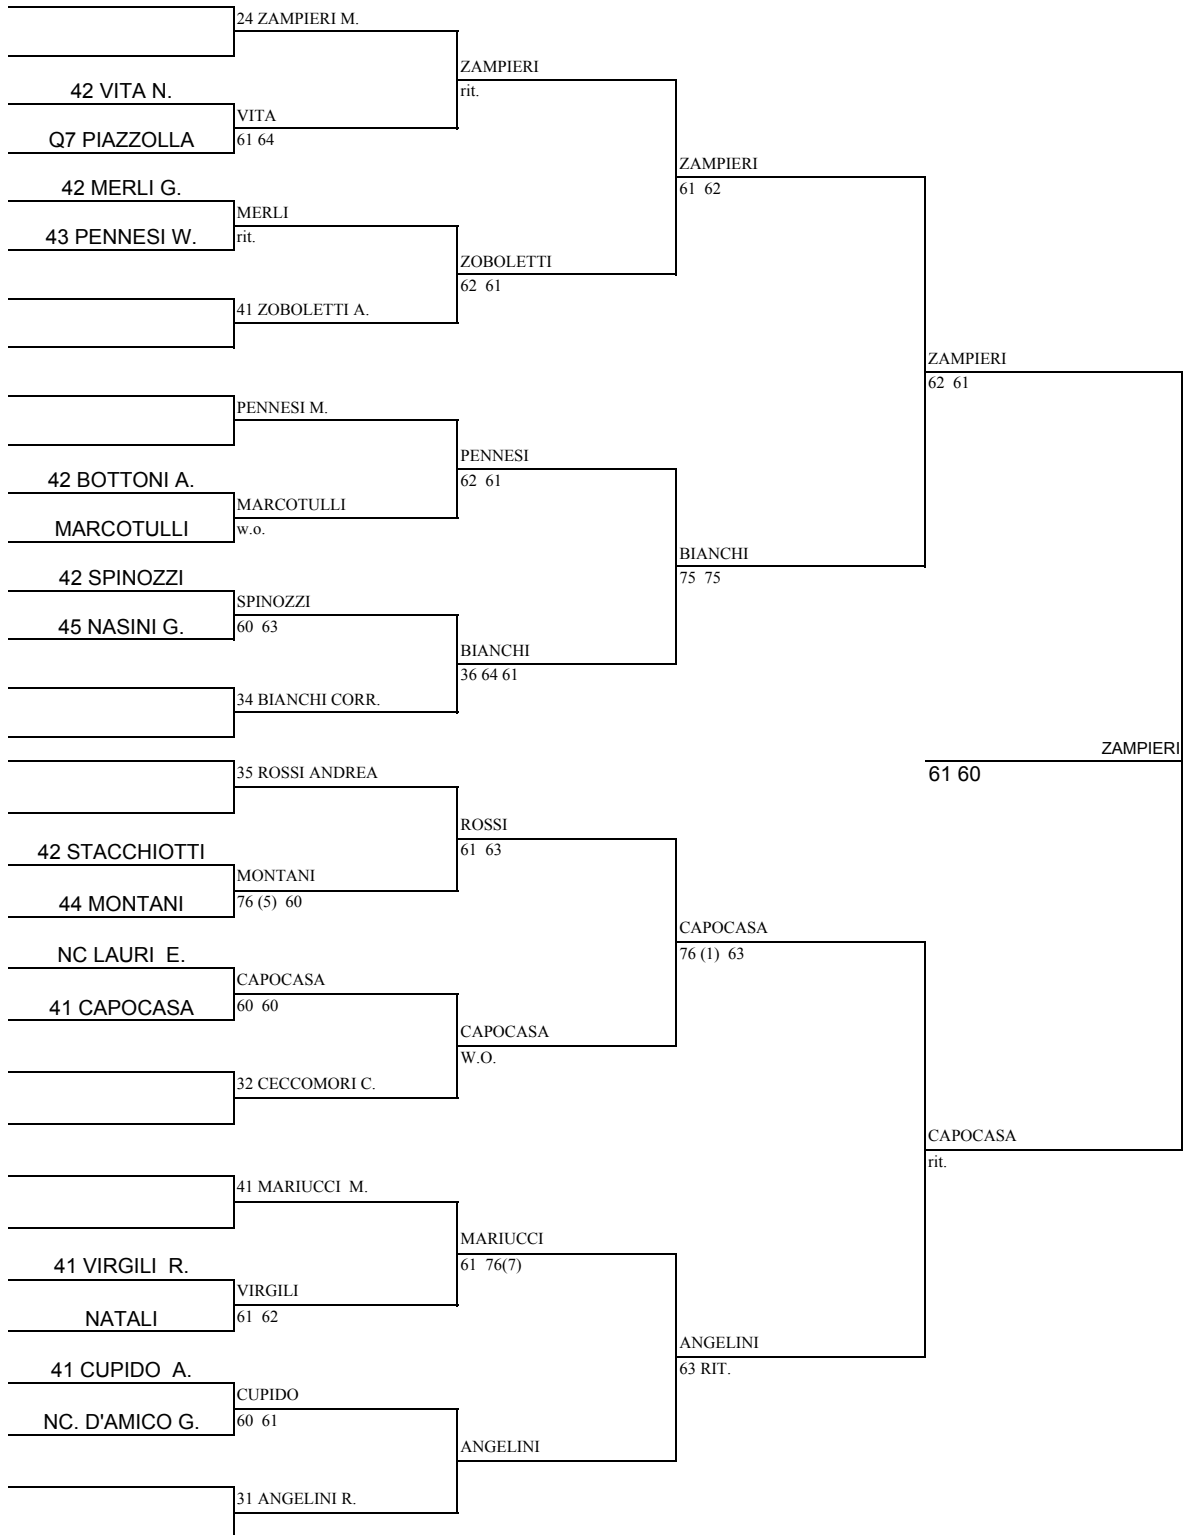 24 ZAMPIERI M.
ZAMPIERI
rit.
42 VITA N.
VITA
61 64
Q7 PIAZZOLLA
ZAMPIERI
61 62
42 MERLI G.
MERLI
rit.
43 PENNESI W.
ZOBOLETTI
62 61
41 ZOBOLETTI A.
ZAMPIERI
62 61
PENNESI M.
PENNESI
62 61
42 BOTTONI A.
MARCOTULLI
w.o.
MARCOTULLI
BIANCHI
75 75
42 SPINOZZI
SPINOZZI
60 63
45 NASINI G.
BIANCHI
36 64 61
34 BIANCHI CORR.
ZAMPIERI
61 60
35 ROSSI ANDREA
ROSSI
61 63
42 STACCHIOTTI
MONTANI
76 (5) 60
44 MONTANI
CAPOCASA
76 (1) 63
NC LAURI E.
CAPOCASA
60 60
41 CAPOCASA
CAPOCASA
W.O.
32 CECCOMORI C.
CAPOCASA
rit.
41 MARIUCCI M.
MARIUCCI
61 76(7)
41 VIRGILI R.
VIRGILI
61 62
NATALI
ANGELINI
63 RIT.
41 CUPIDO A.
CUPIDO
60 61
NC. D'AMICO G.
ANGELINI
31 ANGELINI R.